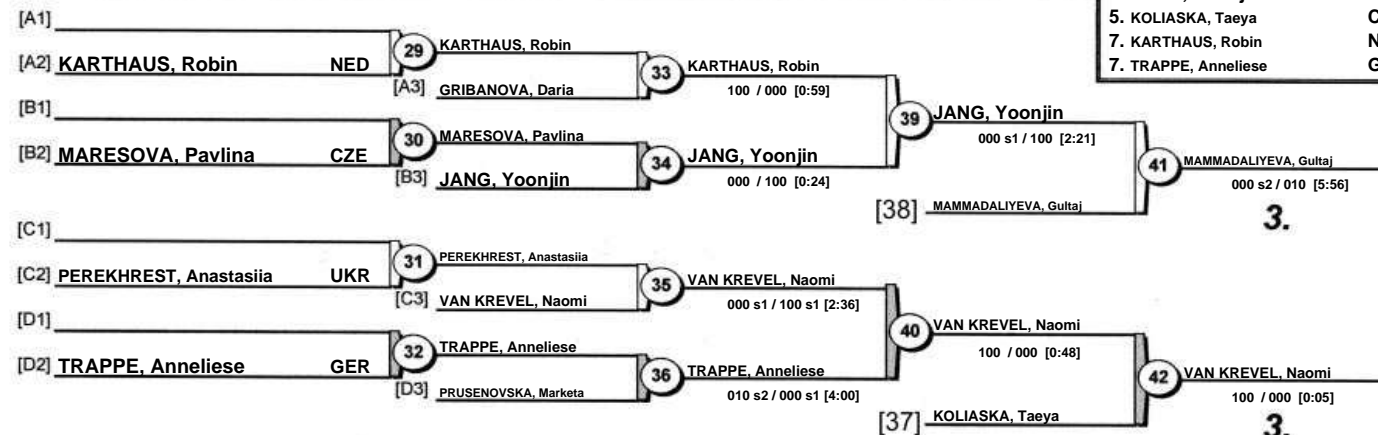 5. KOLIASKA, Taeya
7. KARTHAUS, Robin
7. TRAPPE, Anneliese G
[A1]
[A2] KARTHAUS, Robin NED
29
KARTHAUS, Robin
[A3] GRIBANOVA, Daria
33
KARTHAUS, Robin
100 / 000 [0:59]
[B1]
[B2] MARESOVA, Pavlina CZE
30
MARESOVA, Pavlina
[B3] JANG, Yoonjin
34
JANG, Yoonjin
000 / 100 [0:24]
39
JANG, Yoonjin
000 s1 / 100 [2:21]
[38] MAMMADALIYEVA, Gultaj
41
MAMMADALIYEVA, Gultaj
000 s2 / 010 [5:56]
3.
[C1]
[C2] PEREKHREST, Anastasiia UKR
31
PEREKHREST, Anastasiia
[C3] VAN KREVEL, Naomi
35
VAN KREVEL, Naomi
000 s1 / 100 s1 [2:36]
[D1]
[D2] TRAPPE, Anneliese GER
32
TRAPPE, Anneliese
[D3] PRUSENOVSKA, Marketa
36
TRAPPE, Anneliese
010 s2 / 000 s1 [4:00]
40
VAN KREVEL, Naomi
100 / 000 [0:48]
[37] KOLIASKA, Taeya
42
VAN KREVEL, Naomi
100 / 000 [0:05]
3.